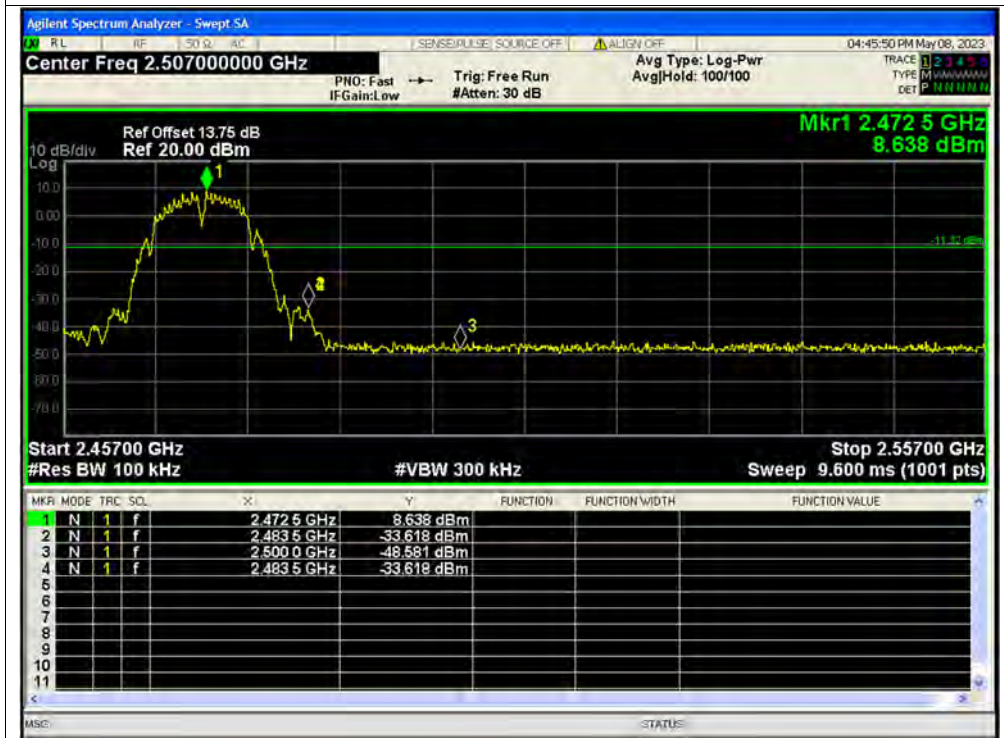 Agilent Spectrum Analyzer - Swept SA
RL RF 50 Ω AC SENSE:PULSE SOURCE OFF ALIGN OFF 04:45:50 PM May 08, 2023
Center Freq 2.507000000 GHz
PNO: Fast
IFGain:Low
Trig: Free Run
#Atten: 30 dB
Avg Type: Log-Pwr
Avg|Hold: 100/100
TRACE 1 2 3 4 5 6
TYPE M WWWWW
DET P N N N N N
Mkr1 2.472 5 GHz
8.638 dBm
Ref Offset 13.75 dB
10 dB/div Ref 20.00 dBm
Log
1
10.0
0.00
-10.0
-20.0
-30.0
-40.0
3
-50.0
-60.0
-70.0
Start 2.45700 GHz Stop 2.55700 GHz
#Res BW 100 kHz #VBW 300 kHz Sweep 9.600 ms (1001 pts)
MKR MODE TRC SCL X Y FUNCTION FUNCTION WIDTH FUNCTION VALUE
1 N 1 f 2.472 5 GHz 8.638 dBm
2 N 1 f 2.483 5 GHz -33.618 dBm
3 N 1 f 2.500 0 GHz -48.581 dBm
4 N 1 f 2.483 5 GHz -33.618 dBm
5
6
7
8
9
10
11
MSG STATUS